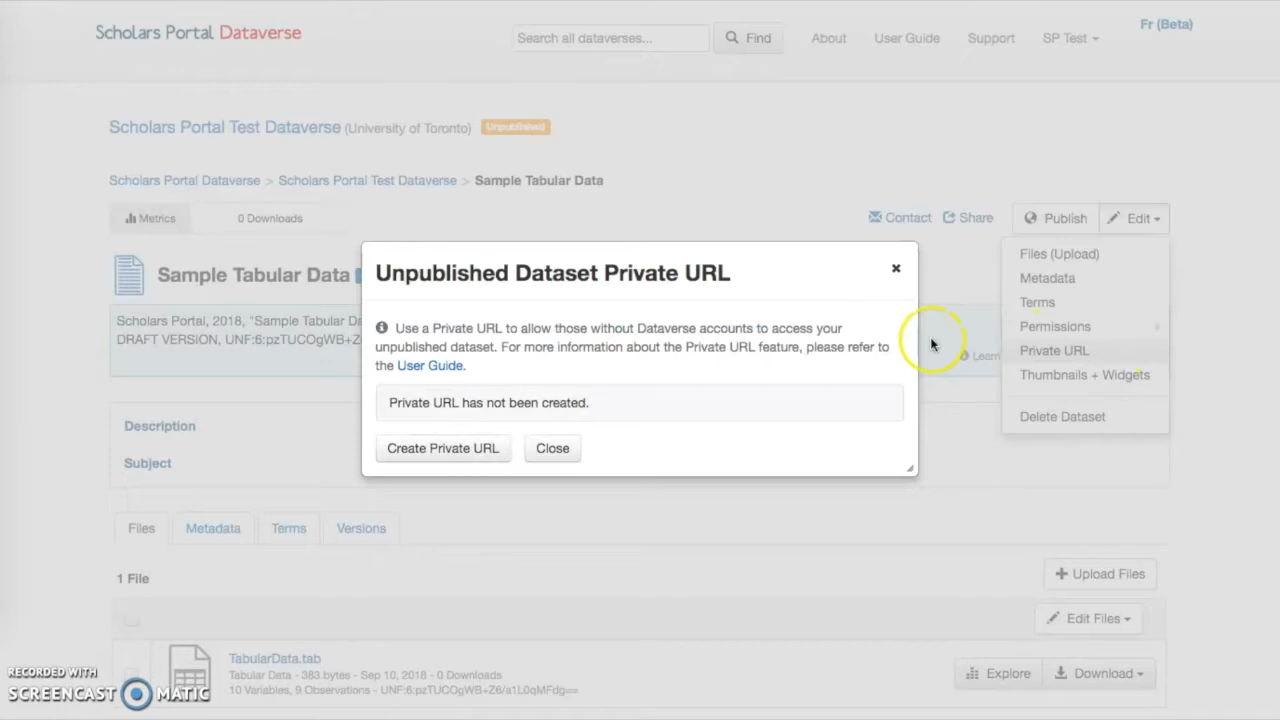 Scholars Portal Dataverse
Search all dataverses...
Find
About
User Guide
Support
SP Test
Fr (Beta)
Scholars Portal Test Dataverse (University of Toronto) Unpublished
Scholars Portal Dataverse > Scholars Portal Test Dataverse > Sample Tabular Data
Metrics
0 Downloads
Contact
Share
Publish
Edit
Files (Upload)
Metadata
Terms
Permissions
Private URL
Thumbnails + Widgets
Delete Dataset
Sample Tabular Data
Scholars Portal, 2018, "Sample Tabular Da
DRAFT VERSION, UNF:6:pzTUCOgWB+Z
Learn
Unpublished Dataset Private URL
Use a Private URL to allow those without Dataverse accounts to access your
unpublished dataset. For more information about the Private URL feature, please refer to
the User Guide.
Private URL has not been created.
Create Private URL
Close
Description
Subject
Files
Metadata
Terms
Versions
1 File
Upload Files
Edit Files
TabularData.tab
Tabular Data - 383 bytes - Sep 10, 2018 - 0 Downloads
10 Variables, 9 Observations - UNF:6:pzTUCOgWB+Z6/a1L0qMFdg==
Explore
Download
RECORDED WITH
SCREENCAST MATIC